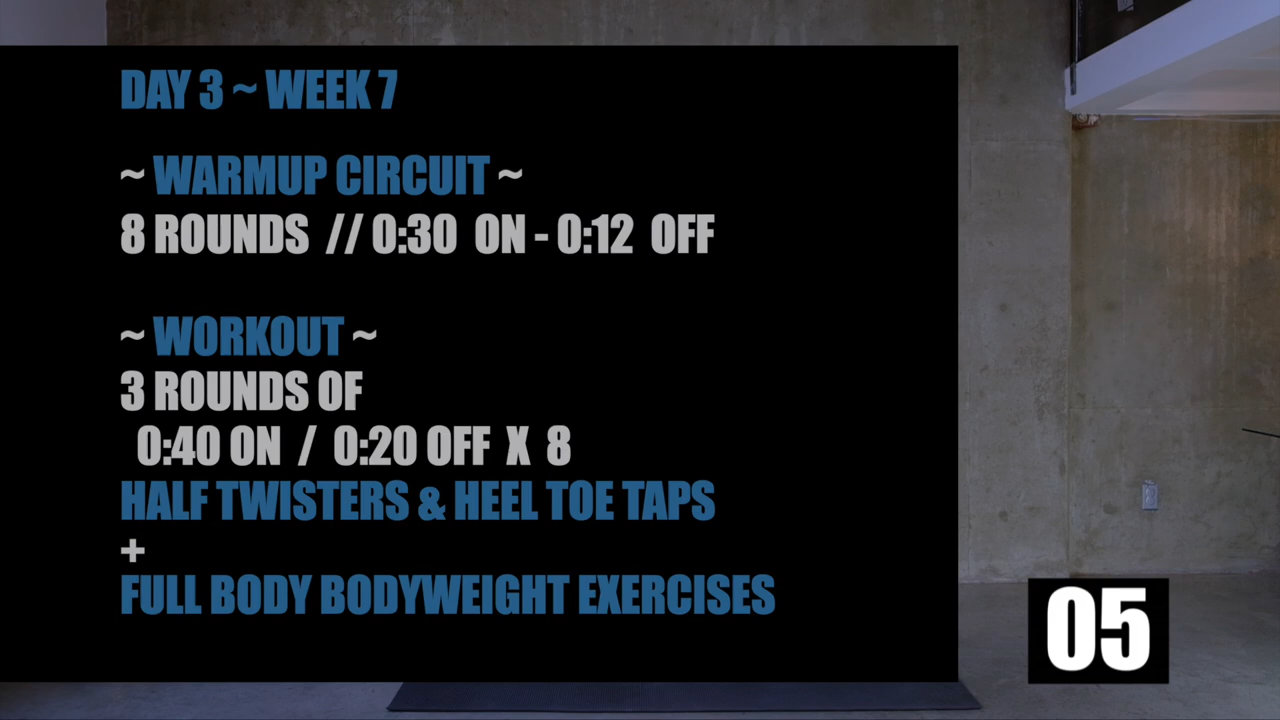 DAY 3 ~ WEEK 7
~ WARMUP CIRCUIT ~
8 ROUNDS // 0:30 ON - 0:12 OFF
~ WORKOUT ~
3 ROUNDS OF
0:40 ON / 0:20 OFF X 8
HALF TWISTERS & HEEL TOE TAPS
+
FULL BODY BODYWEIGHT EXERCISES
05